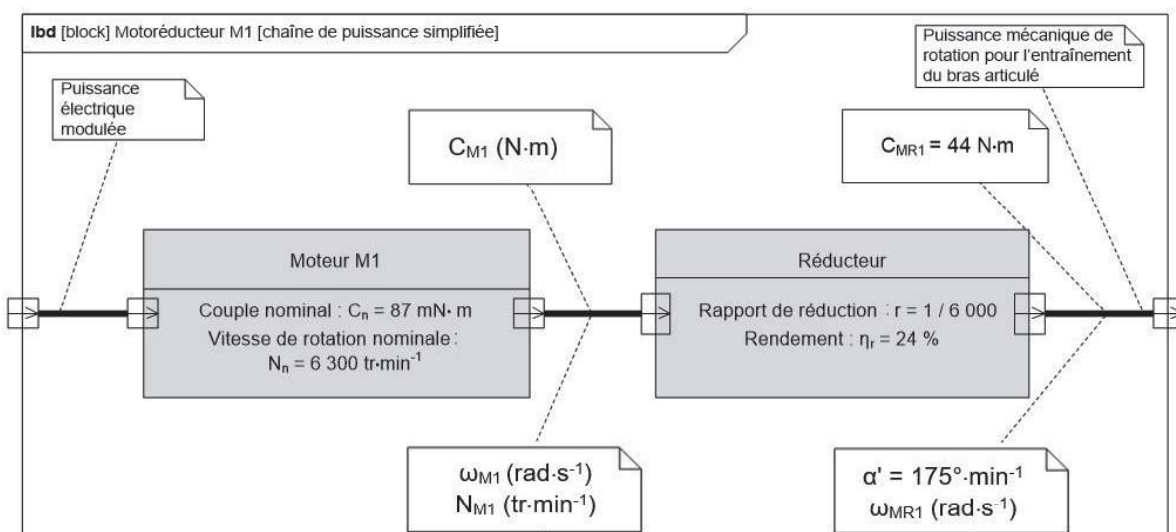 Ibd [block] Motoréducteur M1 [chaîne de puissance simplifiée]
Puissance mécanique de
rotation pour l'entraînement
du bras articulé
Puissance
électrique
modulée
C_M1 (N·m)
C_MR1 = 44 N·m
Moteur M1
Couple nominal : C_n = 87 mN· m
Vitesse de rotation nominale :
N_n = 6 300 tr·min⁻¹
Réducteur
Rapport de réduction : r = 1 / 6 000
Rendement : η_r = 24 %
ω_M1 (rad·s⁻¹)
N_M1 (tr·min⁻¹)
α' = 175°·min⁻¹
ω_MR1 (rad·s⁻¹)